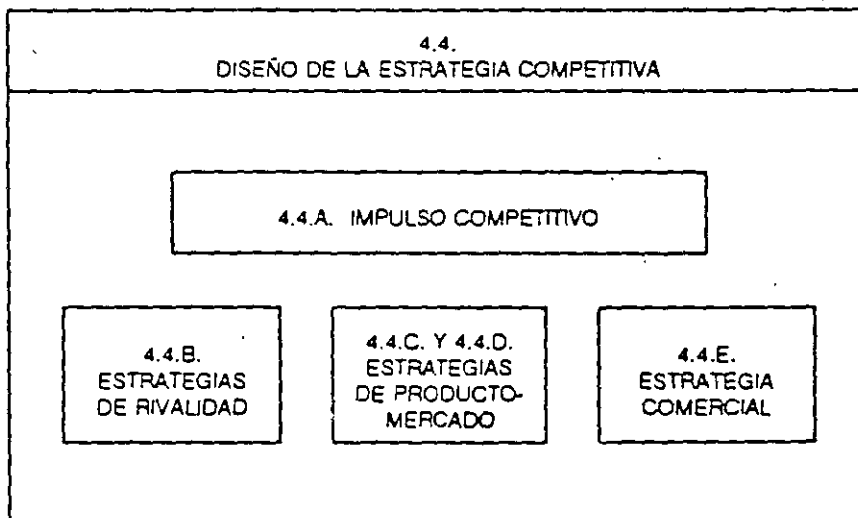 4.4.
DISEÑO DE LA ESTRATEGIA COMPETITIVA
4.4.A. IMPULSO COMPETITIVO
4.4.B.
ESTRATEGIAS
DE RIVALIDAD
4.4.C. Y 4.4.D.
ESTRATEGIAS
DE PRODUCTO-
MERCADO
4.4.E.
ESTRATEGIA
COMERCIAL